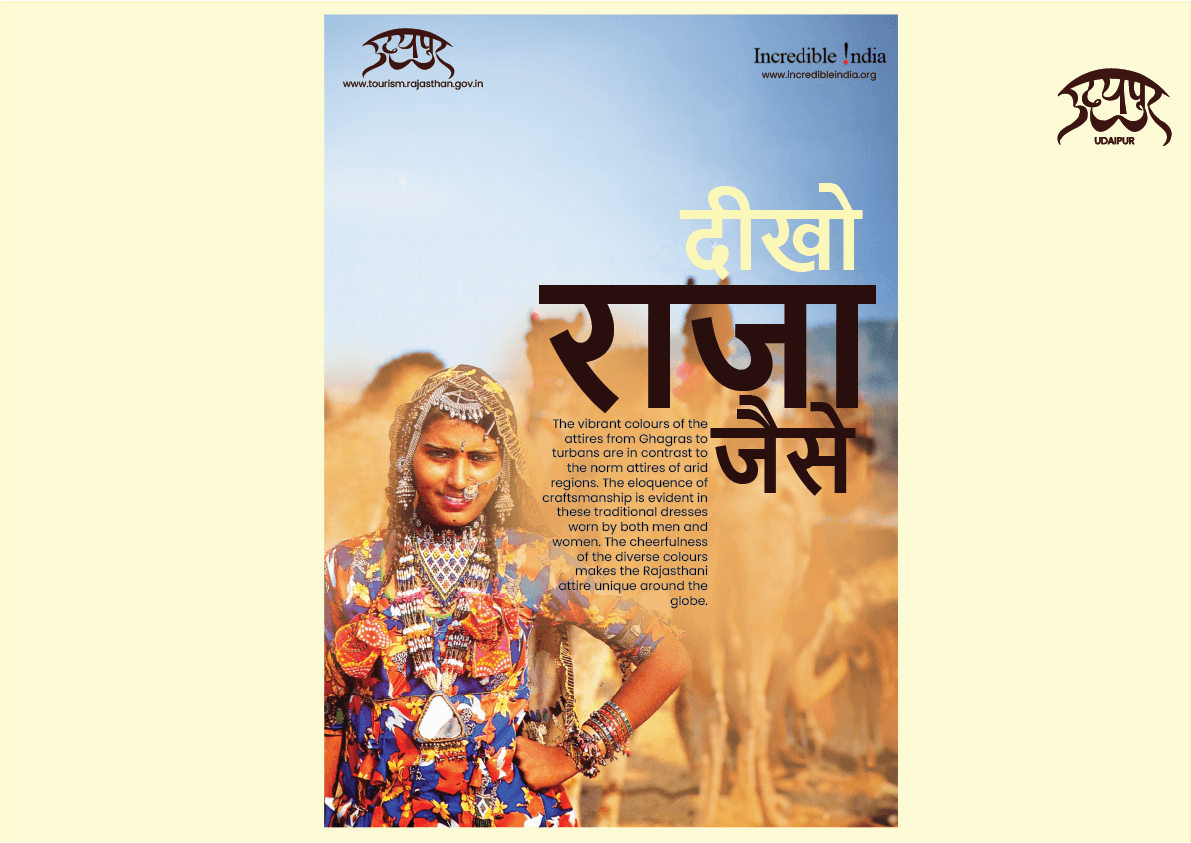 उदयपुर
www.tourism.rajasthan.gov.in
Incredible !ndia
www.incredibleindia.org
उदयपुर
UDAIPUR
दीखो
राजा
जैसे
The vibrant colours of the
attires from Ghagras to
turbans are in contrast to
the norm attires of arid
regions. The eloquence of
craftsmanship is evident in
these traditional dresses
worn by both men and
women. The cheerfulness
of the diverse colours
makes the Rajasthani
attire unique around the
globe.